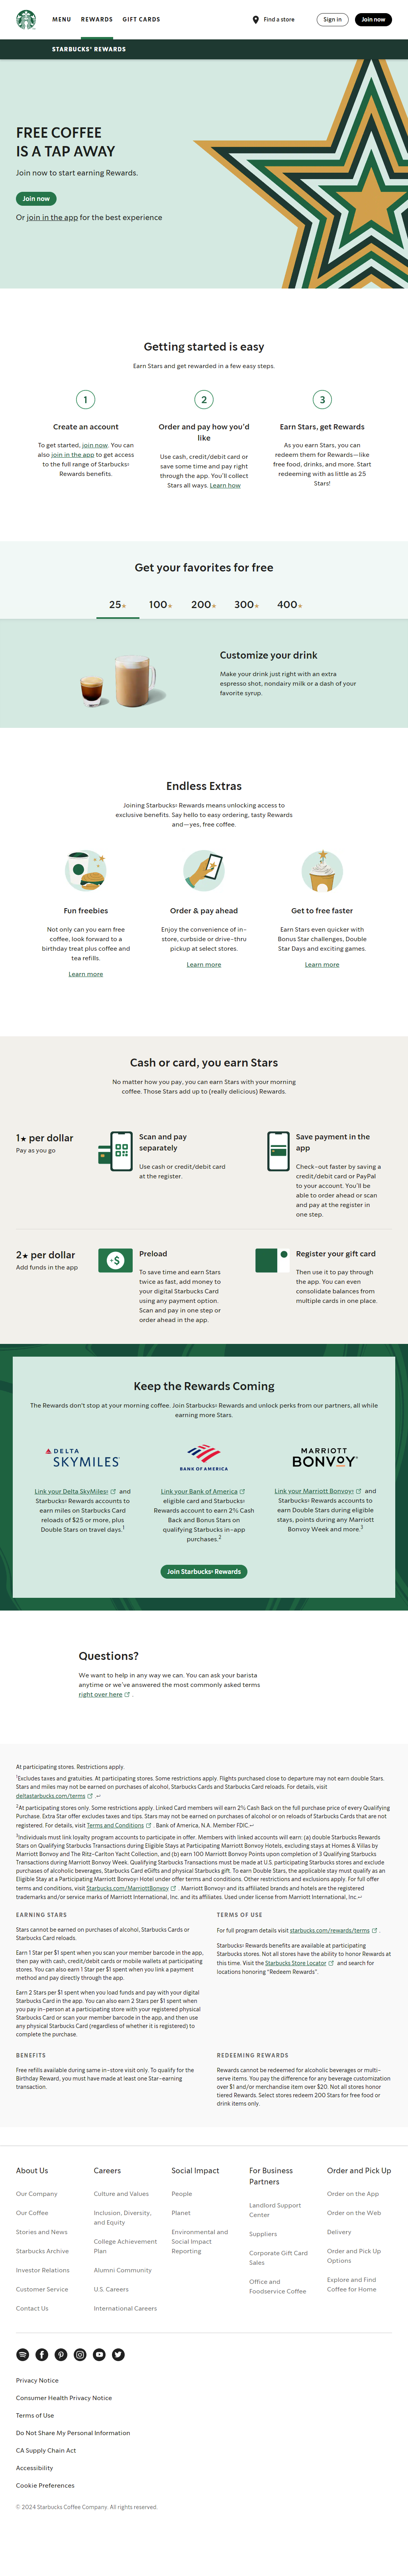 MENU REWARDS GIFT CARDS Find a store Sign in Join now
STARBUCKS® REWARDS
FREE COFFEE
IS A TAP AWAY
Join now to start earning Rewards.
Join now
Or join in the app for the best experience
Getting started is easy
Earn Stars and get rewarded in a few easy steps.
1
Create an account
To get started, join now. You can
also join in the app to get access
to the full range of Starbucks®
Rewards benefits.
2
Order and pay how you'd
like
Use cash, credit/debit card or
save some time and pay right
through the app. You'll collect
Stars all ways. Learn how
3
Earn Stars, get Rewards
As you earn Stars, you can
redeem them for Rewards—like
free food, drinks, and more. Start
redeeming with as little as 25
Stars!
Get your favorites for free
25★ 100★ 200★ 300★ 400★
Customize your drink
Make your drink just right with an extra
espresso shot, nondairy milk or a dash of your
favorite syrup.
Endless Extras
Joining Starbucks® Rewards means unlocking access to
exclusive benefits. Say hello to easy ordering, tasty Rewards
and—yes, free coffee.
Fun freebies
Not only can you earn free
coffee, look forward to a
birthday treat plus coffee and
tea refills.
Learn more
Order & pay ahead
Enjoy the convenience of in-
store, curbside or drive-thru
pickup at select stores.
Learn more
Get to free faster
Earn Stars even quicker with
Bonus Star challenges, Double
Star Days and exciting games.
Learn more
Cash or card, you earn Stars
No matter how you pay, you can earn Stars with your morning
coffee. Those Stars add up to (really delicious) Rewards.
1★ per dollar
Pay as you go
Scan and pay
separately
Use cash or credit/debit card
at the register.
Save payment in the
app
Check-out faster by saving a
credit/debit card or PayPal
to your account. You'll be
able to order ahead or scan
and pay at the register in
one step.
2★ per dollar
Add funds in the app
Preload
To save time and earn Stars
twice as fast, add money to
your digital Starbucks Card
using any payment option.
Scan and pay in one step or
order ahead in the app.
Register your gift card
Then use it to pay through
the app. You can even
consolidate balances from
multiple cards in one place.
Keep the Rewards Coming
The Rewards don't stop at your morning coffee. Join Starbucks® Rewards and unlock perks from our partners, all while
earning more Stars.
DELTA
SKYMILES
Link your Delta SkyMiles® and
Starbucks® Rewards accounts to
earn miles on Starbucks Card
reloads of $25 or more, plus
Double Stars on travel days.1
BANK OF AMERICA
Link your Bank of America
eligible card and Starbucks®
Rewards account to earn 2% Cash
Back and Bonus Stars on
qualifying Starbucks in-app
purchases.2
MARRIOTT
BONVOY
Link your Marriott Bonvoy® and
Starbucks® Rewards accounts to
earn Double Stars during eligible
stays, points during any Marriott
Bonvoy Week and more.3
Join Starbucks® Rewards
Questions?
We want to help in any way we can. You can ask your barista
anytime or we've answered the most commonly asked terms
right over here.
At participating stores. Restrictions apply.
1Excludes taxes and gratuities. At participating stores. Some restrictions apply. Flights purchased close to departure may not earn double Stars.
Stars and miles may not be earned on purchases of alcohol, Starbucks Cards and Starbucks Card reloads. For details, visit
deltastarbucks.com/terms .↩
2At participating stores only. Some restrictions apply. Linked Card members will earn 2% Cash Back on the full purchase price of every Qualifying
Purchase. Extra Star offer excludes taxes and tips. Stars may not be earned on purchases of alcohol or on reloads of Starbucks Cards that are not
registered. For details, visit Terms and Conditions . Bank of America, N.A. Member FDIC.↩
3Individuals must link loyalty program accounts to participate in offer. Members with linked accounts will earn: (a) double Starbucks Rewards
Stars on Qualifying Starbucks Transactions during Eligible Stays at Participating Marriott Bonvoy Hotels, excluding stays at Homes & Villas by
Marriott Bonvoy and The Ritz-Carlton Yacht Collection, and (b) earn 100 Marriott Bonvoy Points upon completion of 3 Qualifying Starbucks
Transactions during Marriott Bonvoy Week. Qualifying Starbucks Transactions must be made at U.S. participating Starbucks stores and exclude
purchases of alcoholic beverages, Starbucks Card eGifts and physical Starbucks gift. To earn Double Stars, the applicable stay must qualify as an
Eligible Stay at a Participating Marriott Bonvoy® Hotel under offer terms and conditions. Other restrictions and exclusions apply. For full offer
terms and conditions, visit Starbucks.com/MarriottBonvoy . Marriott Bonvoy® and its affiliated brands and hotels are the registered
trademarks and/or service marks of Marriott International, Inc. and its affiliates. Used under license from Marriott International, Inc.↩
EARNING STARS
Stars cannot be earned on purchases of alcohol, Starbucks Cards or
Starbucks Card reloads.
Earn 1 Star per $1 spent when you scan your member barcode in the app,
then pay with cash, credit/debit cards or mobile wallets at participating
stores. You can also earn 1 Star per $1 spent when you link a payment
method and pay directly through the app.
Earn 2 Stars per $1 spent when you load funds and pay with your digital
Starbucks Card in the app. You can also earn 2 Stars per $1 spent when
you pay in-person at a participating store with your registered physical
Starbucks Card or scan your member barcode in the app, and then use
any physical Starbucks Card (regardless of whether it is registered) to
complete the purchase.
TERMS OF USE
For full program details visit starbucks.com/rewards/terms .
Starbucks® Rewards benefits are available at participating
Starbucks stores. Not all stores have the ability to honor Rewards at
this time. Visit the Starbucks Store Locator and search for
locations honoring "Redeem Rewards".
BENEFITS
Free refills available during same in-store visit only. To qualify for the
Birthday Reward, you must have made at least one Star-earning
transaction.
REDEEMING REWARDS
Rewards cannot be redeemed for alcoholic beverages or multi-
serve items. You pay the difference for any beverage customization
over $1 and/or merchandise item over $20. Not all stores honor
tiered Rewards. Select stores redeem 200 Stars for free food or
drink items only.
About Us
Our Company
Our Coffee
Stories and News
Starbucks Archive
Investor Relations
Customer Service
Contact Us
Careers
Culture and Values
Inclusion, Diversity,
and Equity
College Achievement
Plan
Alumni Community
U.S. Careers
International Careers
Social Impact
People
Planet
Environmental and
Social Impact
Reporting
For Business
Partners
Landlord Support
Center
Suppliers
Corporate Gift Card
Sales
Office and
Foodservice Coffee
Order and Pick Up
Order on the App
Order on the Web
Delivery
Order and Pick Up
Options
Explore and Find
Coffee for Home
Privacy Notice
Consumer Health Privacy Notice
Terms of Use
Do Not Share My Personal Information
CA Supply Chain Act
Accessibility
Cookie Preferences
© 2024 Starbucks Coffee Company. All rights reserved.